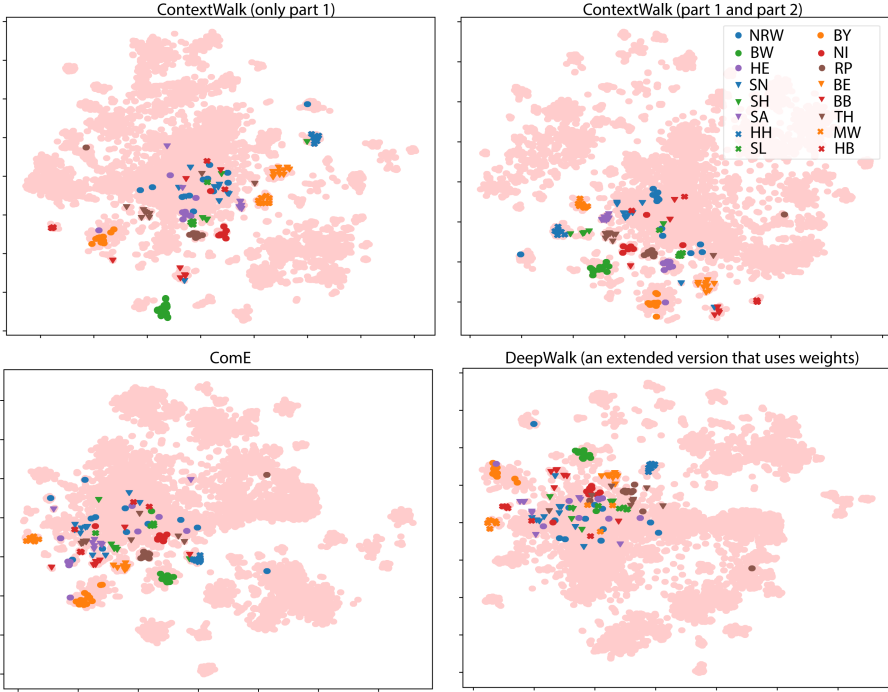 ContextWalk (only part 1)
ContextWalk (part 1 and part 2)
NRW BY
BW NI
HE RP
SN BE
SH BB
SA TH
HH MW
SL HB
ComE
DeepWalk (an extended version that uses weights)